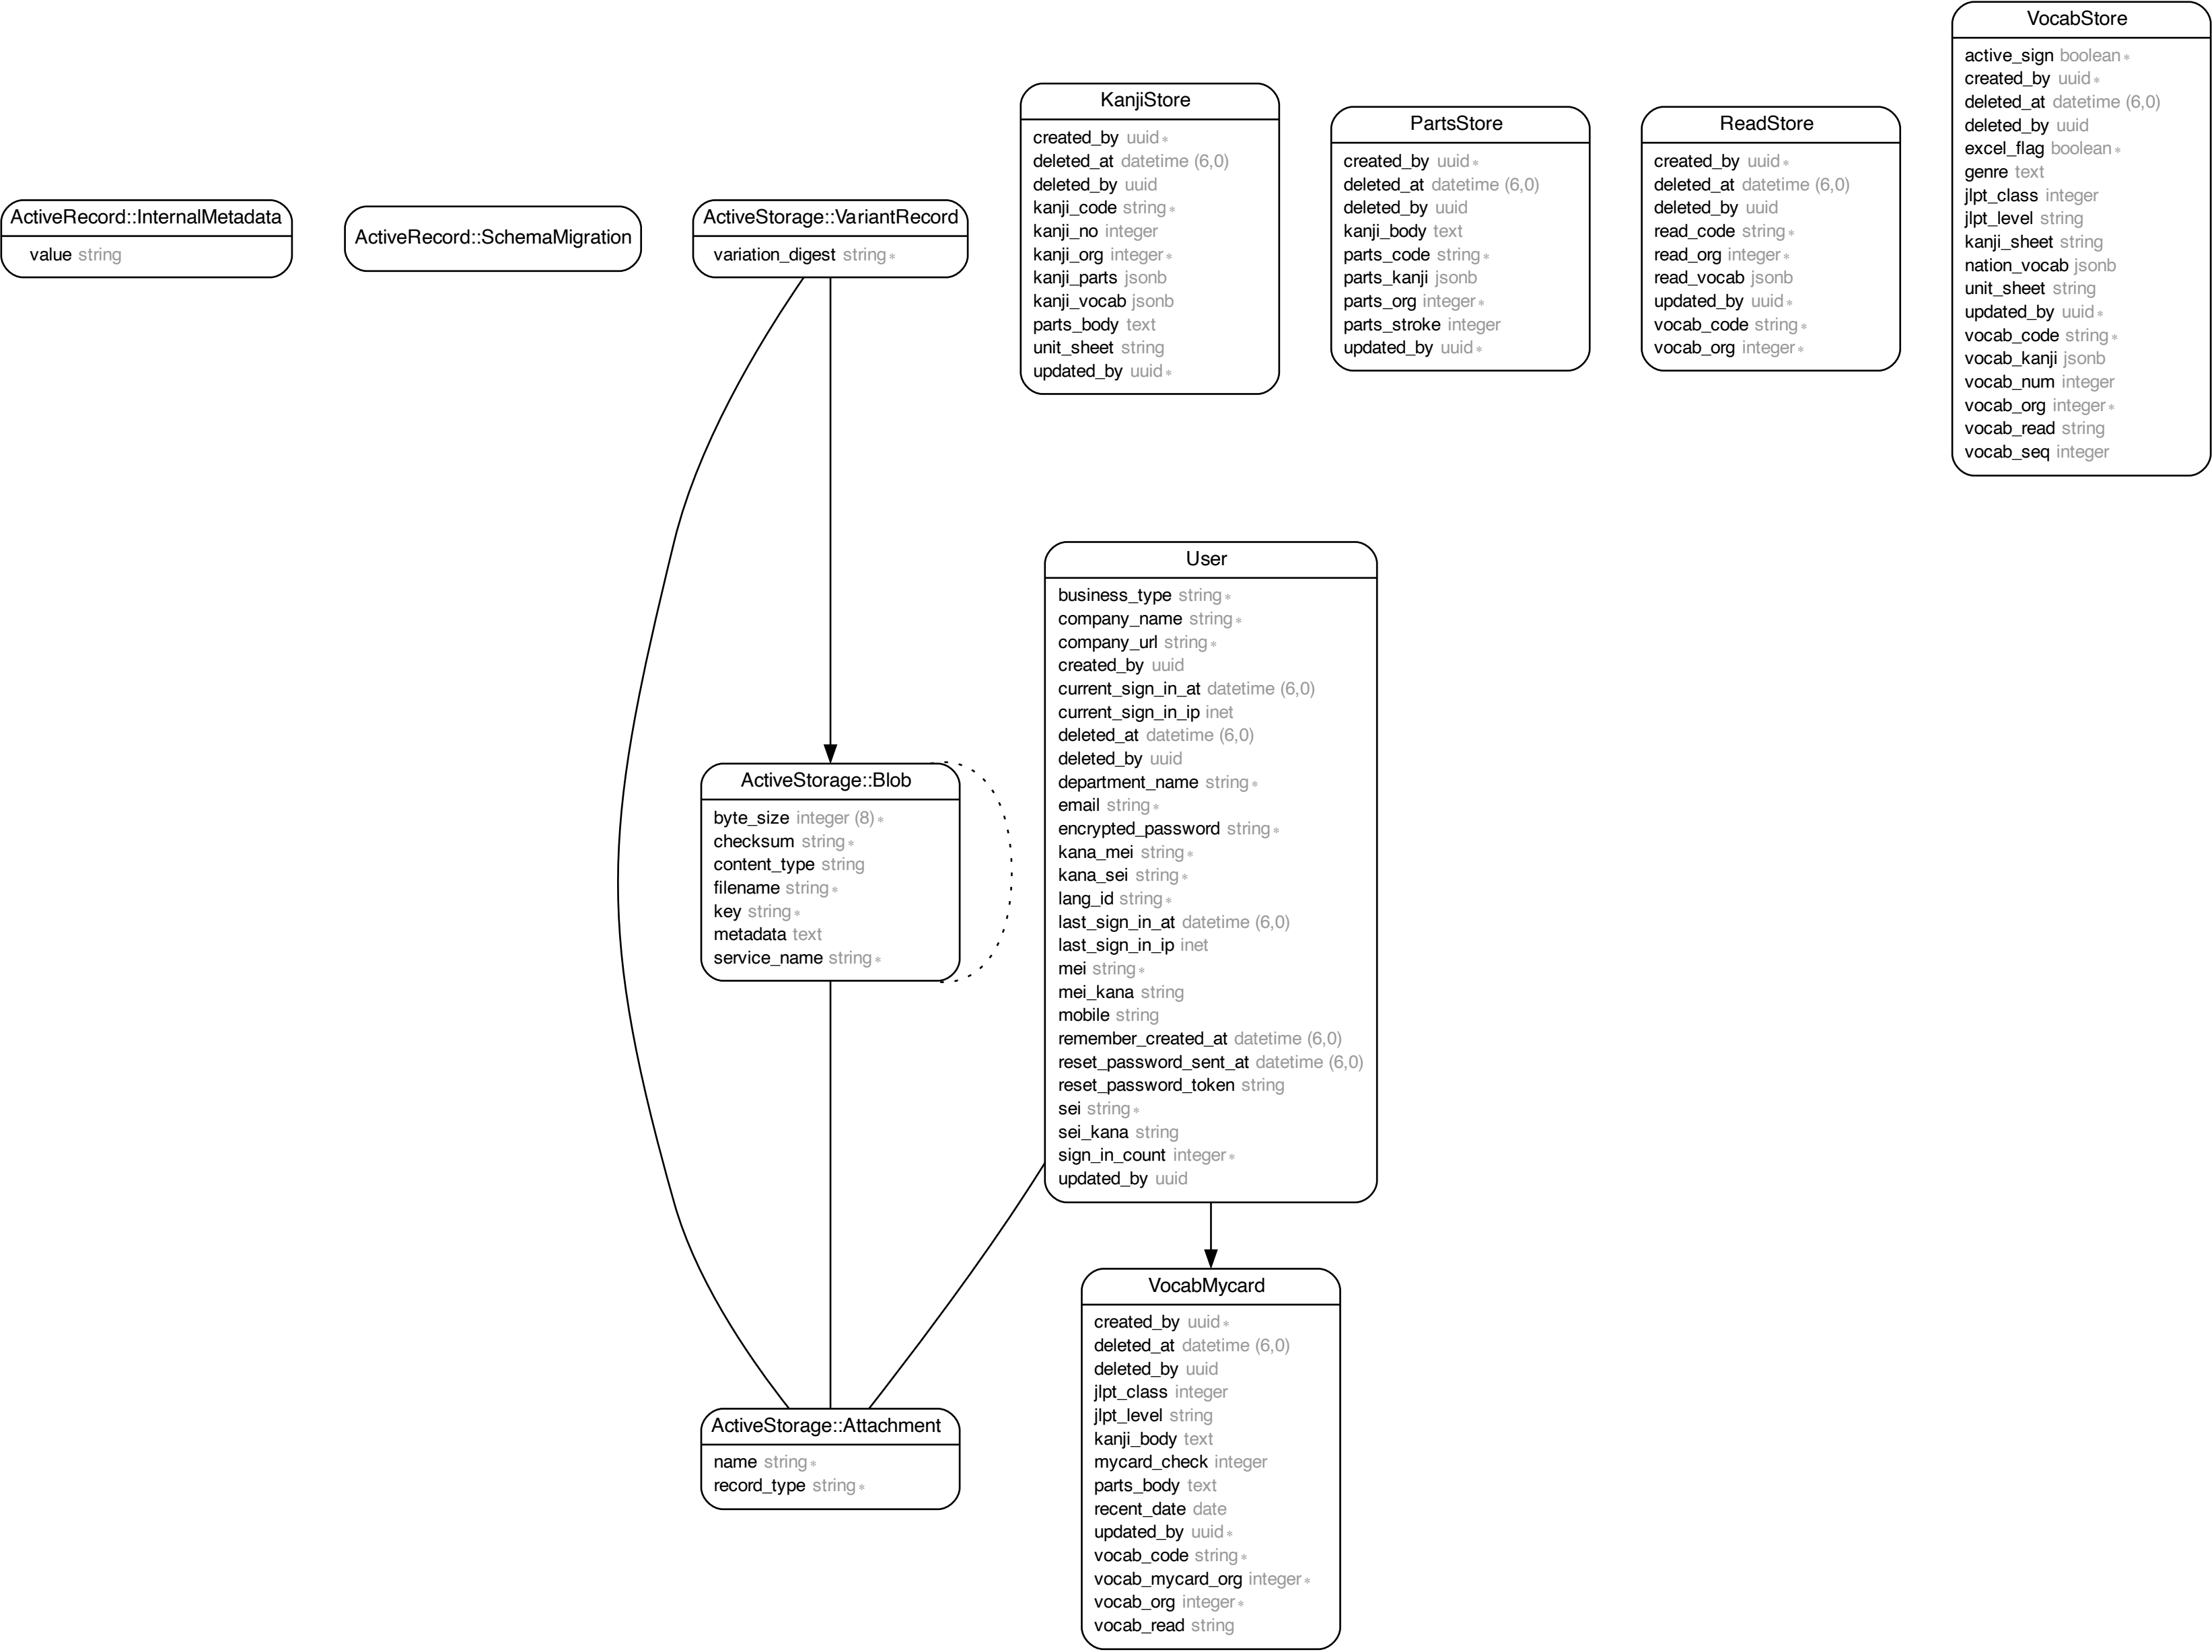 VocabStore
active_sign boolean *
created_by uuid *
deleted_at datetime (6,0)
deleted_by uuid
excel_flag boolean *
genre text
jlpt_class integer
jlpt_level string
kanji_sheet string
nation_vocab jsonb
unit_sheet string
updated_by uuid *
vocab_code string *
vocab_kanji jsonb
vocab_num integer
vocab_org integer *
vocab_read string
vocab_seq integer
KanjiStore
created_by uuid *
deleted_at datetime (6,0)
deleted_by uuid
kanji_code string *
kanji_no integer
kanji_org integer *
kanji_parts jsonb
kanji_vocab jsonb
parts_body text
unit_sheet string
updated_by uuid *
PartsStore
created_by uuid *
deleted_at datetime (6,0)
deleted_by uuid
kanji_body text
parts_code string *
parts_kanji jsonb
parts_org integer *
parts_stroke integer
updated_by uuid *
ReadStore
created_by uuid *
deleted_at datetime (6,0)
deleted_by uuid
read_code string *
read_org integer *
read_vocab jsonb
updated_by uuid *
vocab_code string *
vocab_org integer *
ActiveRecord::InternalMetadata
value string
ActiveRecord::SchemaMigration
ActiveStorage::VariantRecord
variation_digest string *
User
business_type string *
company_name string *
company_url string *
created_by uuid
current_sign_in_at datetime (6,0)
current_sign_in_ip inet
deleted_at datetime (6,0)
deleted_by uuid
department_name string *
email string *
encrypted_password string *
kana_mei string *
kana_sei string *
lang_id string *
last_sign_in_at datetime (6,0)
last_sign_in_ip inet
mei string *
mei_kana string
mobile string
remember_created_at datetime (6,0)
reset_password_sent_at datetime (6,0)
reset_password_token string
sei string *
sei_kana string
sign_in_count integer *
updated_by uuid
ActiveStorage::Blob
byte_size integer (8) *
checksum string *
content_type string
filename string *
key string *
metadata text
service_name string *
VocabMycard
created_by uuid *
deleted_at datetime (6,0)
deleted_by uuid
jlpt_class integer
jlpt_level string
kanji_body text
mycard_check integer
parts_body text
recent_date date
updated_by uuid *
vocab_code string *
vocab_mycard_org integer *
vocab_org integer *
vocab_read string
ActiveStorage::Attachment
name string *
record_type string *